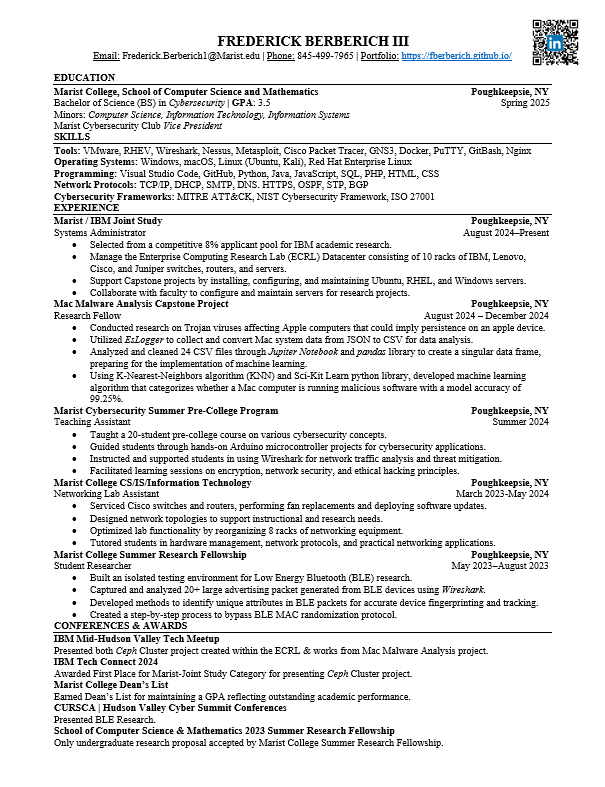 FREDERICK BERBERICH III
Email: Frederick.Berberich1@Marist.edu | Phone: 845-499-7965 | Portfolio: https://fberberich.github.io/
in
EDUCATION
Marist College, School of Computer Science and Mathematics Poughkeepsie, NY
Bachelor of Science (BS) in Cybersecurity | GPA: 3.5 Spring 2025
Minors: Computer Science, Information Technology, Information Systems
Marist Cybersecurity Club Vice President
SKILLS
Tools: VMware, RHEV, Wireshark, Nessus, Metasploit, Cisco Packet Tracer, GNS3, Docker, PuTTY, GitBash, Nginx
Operating Systems: Windows, macOS, Linux (Ubuntu, Kali), Red Hat Enterprise Linux
Programming: Visual Studio Code, GitHub, Python, Java, JavaScript, SQL, PHP, HTML, CSS
Network Protocols: TCP/IP, DHCP, SMTP, DNS. HTTPS, OSPF, STP, BGP
Cybersecurity Frameworks: MITRE ATT&CK, NIST Cybersecurity Framework, ISO 27001
EXPERIENCE
Marist / IBM Joint Study Poughkeepsie, NY
Systems Administrator August 2024–Present
• Selected from a competitive 8% applicant pool for IBM academic research.
• Manage the Enterprise Computing Research Lab (ECRL) Datacenter consisting of 10 racks of IBM, Lenovo,
Cisco, and Juniper switches, routers, and servers.
• Support Capstone projects by installing, configuring, and maintaining Ubuntu, RHEL, and Windows servers.
• Collaborate with faculty to configure and maintain servers for research projects.
Mac Malware Analysis Capstone Project Poughkeepsie, NY
Research Fellow August 2024 – December 2024
• Conducted research on Trojan viruses affecting Apple computers that could imply persistence on an apple device.
• Utilized EsLogger to collect and convert Mac system data from JSON to CSV for data analysis.
• Analyzed and cleaned 24 CSV files through Jupiter Notebook and pandas library to create a singular data frame,
preparing for the implementation of machine learning.
• Using K-Nearest-Neighbors algorithm (KNN) and Sci-Kit Learn python library, developed machine learning
algorithm that categorizes whether a Mac computer is running malicious software with a model accuracy of
99.25%.
Marist Cybersecurity Summer Pre-College Program Poughkeepsie, NY
Teaching Assistant Summer 2024
• Taught a 20-student pre-college course on various cybersecurity concepts.
• Guided students through hands-on Arduino microcontroller projects for cybersecurity applications.
• Instructed and supported students in using Wireshark for network traffic analysis and threat mitigation.
• Facilitated learning sessions on encryption, network security, and ethical hacking principles.
Marist College CS/IS/Information Technology Poughkeepsie, NY
Networking Lab Assistant March 2023-May 2024
• Serviced Cisco switches and routers, performing fan replacements and deploying software updates.
• Designed network topologies to support instructional and research needs.
• Optimized lab functionality by reorganizing 8 racks of networking equipment.
• Tutored students in hardware management, network protocols, and practical networking applications.
Marist College Summer Research Fellowship Poughkeepsie, NY
Student Researcher May 2023–August 2023
• Built an isolated testing environment for Low Energy Bluetooth (BLE) research.
• Captured and analyzed 20+ large advertising packet generated from BLE devices using Wireshark.
• Developed methods to identify unique attributes in BLE packets for accurate device fingerprinting and tracking.
• Created a step-by-step process to bypass BLE MAC randomization protocol.
CONFERENCES & AWARDS
IBM Mid-Hudson Valley Tech Meetup
Presented both Ceph Cluster project created within the ECRL & works from Mac Malware Analysis project.
IBM Tech Connect 2024
Awarded First Place for Marist-Joint Study Category for presenting Ceph Cluster project.
Marist College Dean's List
Earned Dean's List for maintaining a GPA reflecting outstanding academic performance.
CURSCA | Hudson Valley Cyber Summit Conferences
Presented BLE Research.
School of Computer Science & Mathematics 2023 Summer Research Fellowship
Only undergraduate research proposal accepted by Marist College Summer Research Fellowship.